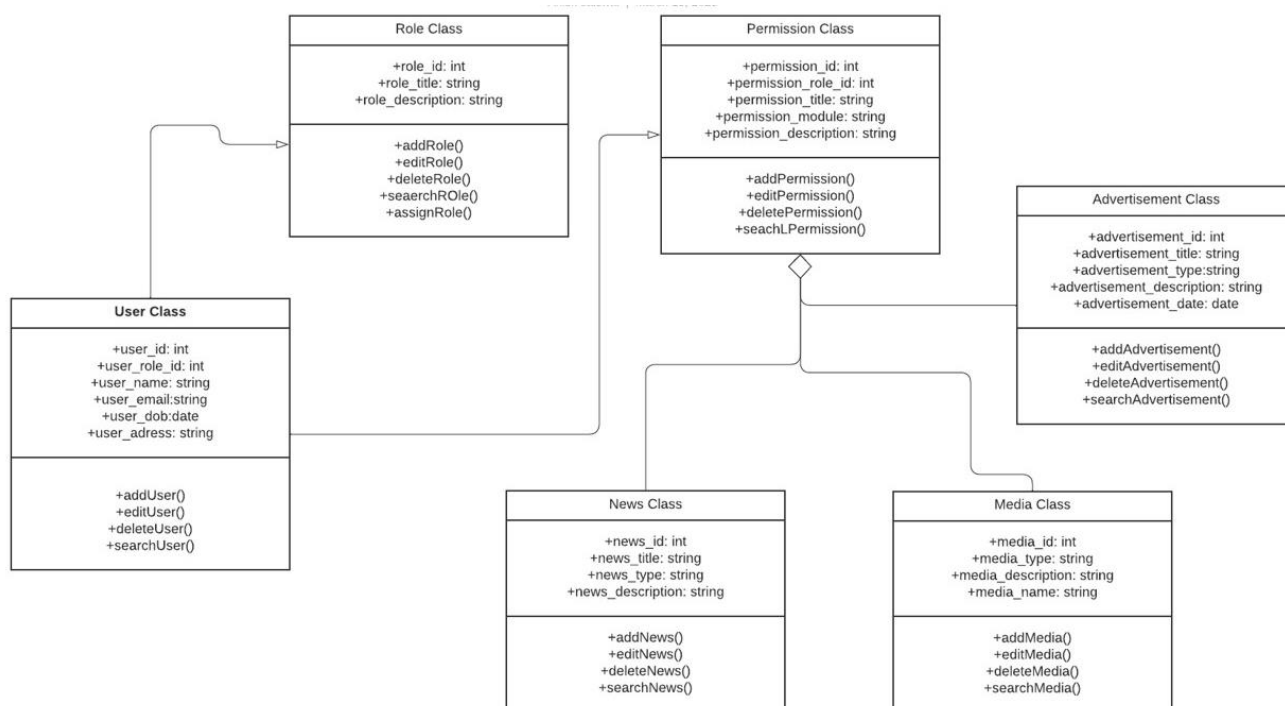 Role Class
+role_id: int
+role_title: string
+role_description: string
+addRole()
+editRole()
+deleteRole()
+seaerchROle()
+assignRole()
Permission Class
+permission_id: int
+permission_role_id: int
+permission_title: string
+permission_module: string
+permission_description: string
+addPermission()
+editPermission()
+deletePermission()
+seachLPermission()
Advertisement Class
+advertisement_id: int
+advertisement_title: string
+advertisement_type:string
+advertisement_description: string
+advertisement_date: date
+addAdvertisement()
+editAdvertisement()
+deleteAdvertisement()
+searchAdvertisement()
User Class
+user_id: int
+user_role_id: int
+user_name: string
+user_email:string
+user_dob:date
+user_adress: string
+addUser()
+editUser()
+deleteUser()
+searchUser()
News Class
+news_id: int
+news_title: string
+news_type: string
+news_description: string
+addNews()
+editNews()
+deleteNews()
+searchNews()
Media Class
+media_id: int
+media_type: string
+media_description: string
+media_name: string
+addMedia()
+editMedia()
+deleteMedia()
+searchMedia()